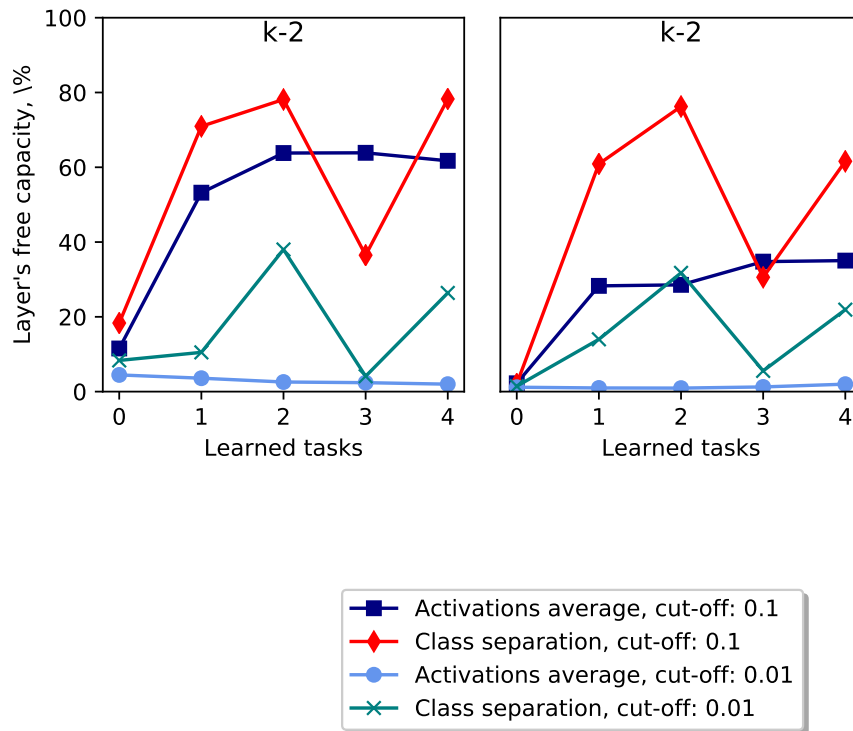 k-2
k-2
100
80
60
40
20
0
Layer's free capacity, \%
0 1 2 3 4
0 1 2 3 4
Learned tasks
Learned tasks
Activations average, cut-off: 0.1
Class separation, cut-off: 0.1
Activations average, cut-off: 0.01
Class separation, cut-off: 0.01